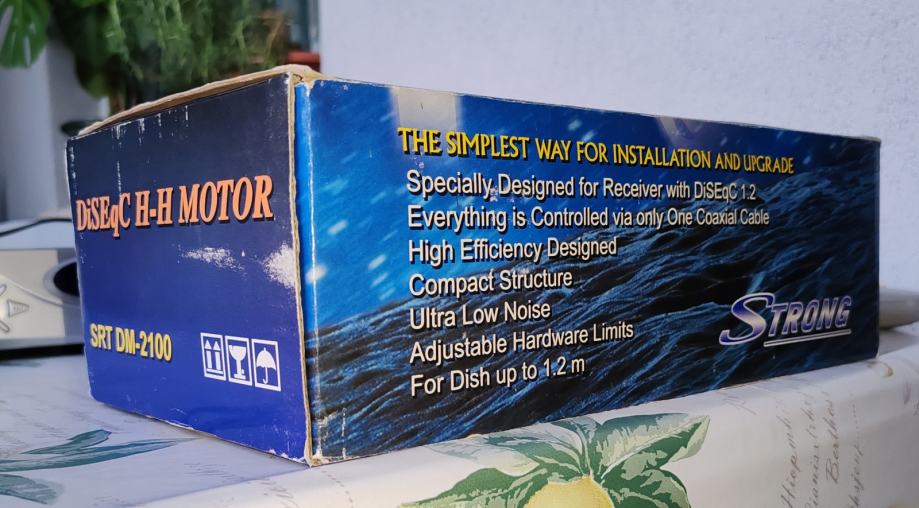 DiSEqC H-H MOTOR
SRT DM-2100
THE SIMPLEST WAY FOR INSTALLATION AND UPGRADE
Specially Designed for Receiver with DiSEqC 1.2
Everything is Controlled via only One Coaxial Cable
High Efficiency Designed
Compact Structure
Ultra Low Noise
Adjustable Hardware Limits
For Dish up to 1.2 m
STRONG